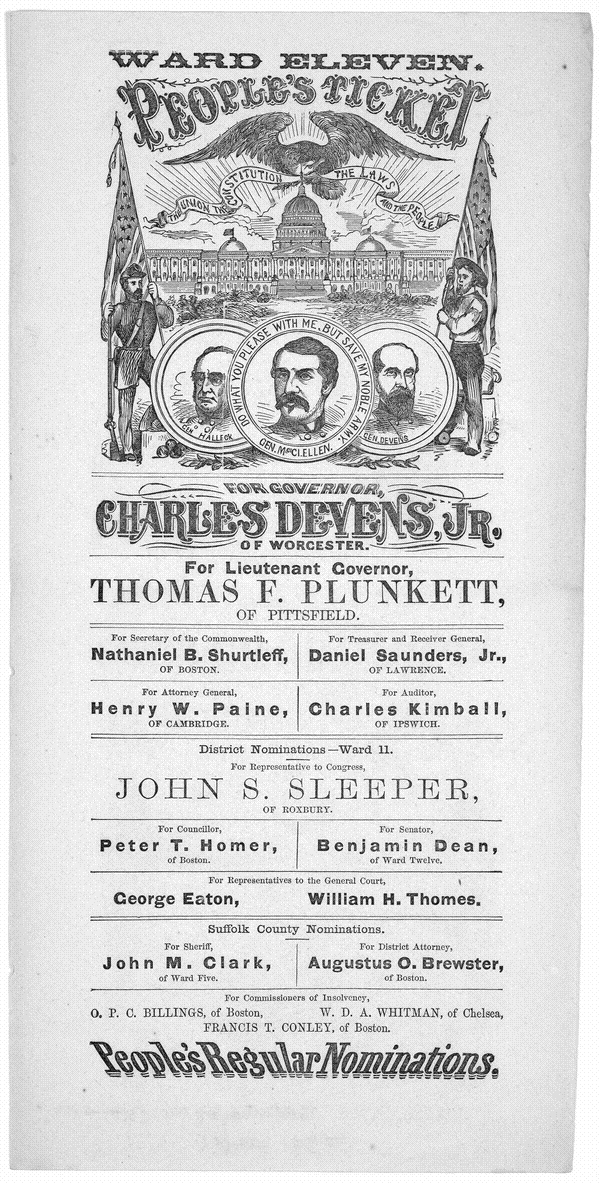 WARD ELEVEN.
PEOPLE'S TICKET
THE UNION THE CONSTITUTION THE LAWS AND THE PEOPLE
DO WHAT YOU PLEASE WITH ME, BUT SAVE MY NOBLE ARMY.
GEN. HALLECK
GEN. McCLELLEN.
GEN. DEVENS
FOR GOVERNOR,
CHARLES DEVENS, JR.
OF WORCESTER.
For Lieutenant Governor,
THOMAS F. PLUNKETT,
OF PITTSFIELD.
For Secretary of the Commonwealth,
Nathaniel B. Shurtleff,
OF BOSTON.
For Treasurer and Receiver General,
Daniel Saunders, Jr.,
OF LAWRENCE.
For Attorney General,
Henry W. Paine,
OF CAMBRIDGE.
For Auditor,
Charles Kimball,
OF IPSWICH.
District Nominations—Ward 11.
For Representative to Congress,
JOHN S. SLEEPER,
OF ROXBURY.
For Councillor,
Peter T. Homer,
of Boston.
For Senator,
Benjamin Dean,
of Ward Twelve.
For Representatives to the General Court,
George Eaton, William H. Thomes.
Suffolk County Nominations.
For Sheriff,
John M. Clark,
of Ward Five.
For District Attorney,
Augustus O. Brewster,
of Boston.
For Commissioners of Insolvency,
O. P. C. BILLINGS, of Boston, W. D. A. WHITMAN, of Chelsea,
FRANCIS T. CONLEY, of Boston.
People's Regular Nominations.